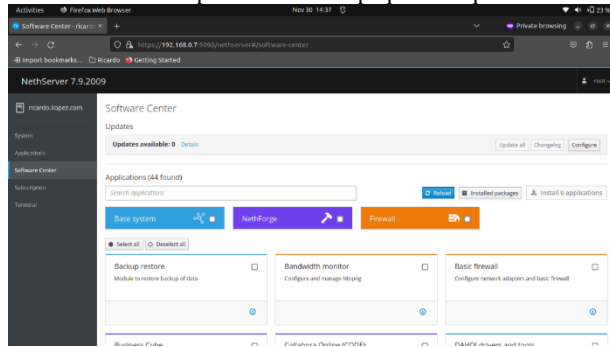 Activities Firefox Web Browser Nov 30 14:37 23 %
Software Center - ricardo × + Private browsing
https://192.168.0.7:9090/nethserver#/software-center
Import bookmarks... Ricardo Getting Started
NethServer 7.9.2009 root
ricardo.llopez.com
System
Applications
Software Center
Subscription
Terminal
Software Center
Updates
Updates available: 0 Details Update all Changelog Configure
Applications (44 found)
Search applications Reload Installed packages Install 0 applications
Base system NethForge Firewall
Select all Deselect all
Backup restore Bandwidth monitor Basic firewall
Module to restore backup of data Configure and manage Ntopng Configure network adapters and basic firewall
Business Cube Collabora Online (CODE) DAHDI drivers and tools